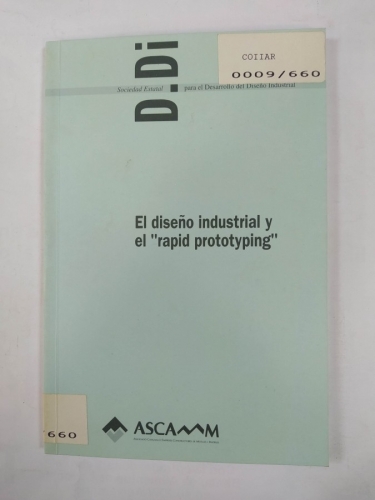 COIIAR
0009/660
D.Di
Sociedad Estatal para el Desarrollo del Diseño Industrial
El diseño industrial y
el "rapid prototyping"
660
ASCAMM